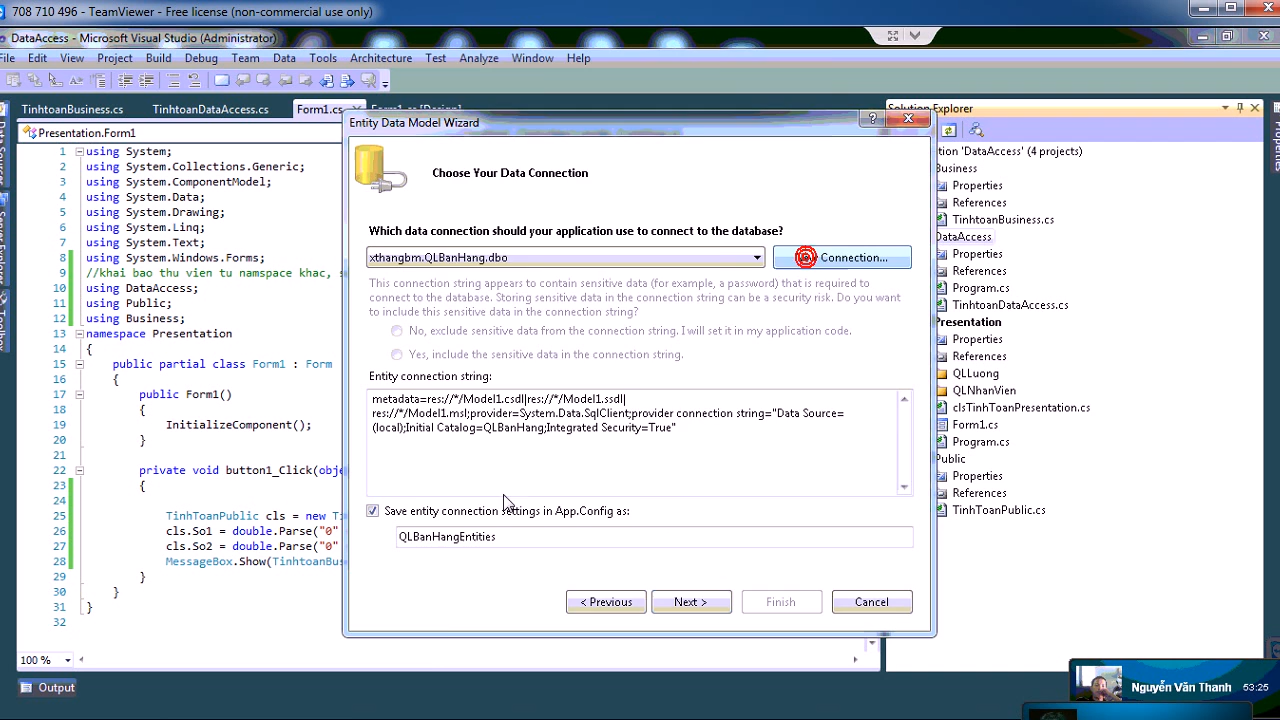 708 710 496 - TeamViewer - Free license (non-commercial use only)
DataAccess - Microsoft Visual Studio (Administrator)
File Edit View Project Build Debug Team Data Tools Architecture Test Analyze Window Help
TinhtoanBusiness.cs TinhtoanDataAccess.cs Form1.cs Form1.cs [Design]
Presentation.Form1
1 using System;
2 using System.Collections.Generic;
3 using System.ComponentModel;
4 using System.Data;
5 using System.Drawing;
6 using System.Linq;
7 using System.Text;
8 using System.Windows.Forms;
9 //khai bao thu vien tu namspace khac, s
10 using DataAccess;
11 using Public;
12 using Business;
13 namespace Presentation
14 {
15 public partial class Form1 : Form
16 {
17 public Form1()
18 {
19 InitializeComponent();
20 }
21
22 private void button1_Click(obje
23 {
24
25 TinhToanPublic cls = new Ti
26 cls.So1 = double.Parse("0"
27 cls.So2 = double.Parse("0"
28 MessageBox.Show(TinhtoanBus
29 }
30 }
31 }
32
100 %
Output
Entity Data Model Wizard
Choose Your Data Connection
Which data connection should your application use to connect to the database?
xthangbm.QLBanHang.dbo
Connection...
This connection string appears to contain sensitive data (for example, a password) that is required to
connect to the database. Storing sensitive data in the connection string can be a security risk. Do you want
to include this sensitive data in the connection string?
No, exclude sensitive data from the connection string. I will set it in my application code.
Yes, include the sensitive data in the connection string.
Entity connection string:
metadata=res://*/Model1.csdl|res://*/Model1.ssdl|
res://*/Model1.msl;provider=System.Data.SqlClient;provider connection string="Data Source=
(local);Initial Catalog=QLBanHang;Integrated Security=True"
Save entity connection settings in App.Config as:
QLBanHangEntities
< Previous Next > Finish Cancel
Solution Explorer
tion 'DataAccess' (4 projects)
Business
Properties
References
TinhtoanBusiness.cs
DataAccess
Properties
References
Program.cs
TinhtoanDataAccess.cs
Presentation
Properties
References
QLLuong
QLNhanVien
clsTinhToanPresentation.cs
Form1.cs
Program.cs
Public
Properties
References
TinhToanPublic.cs
Properties
Data Sources
Server
Toolbox
Nguyễn Văn Thanh 53:25